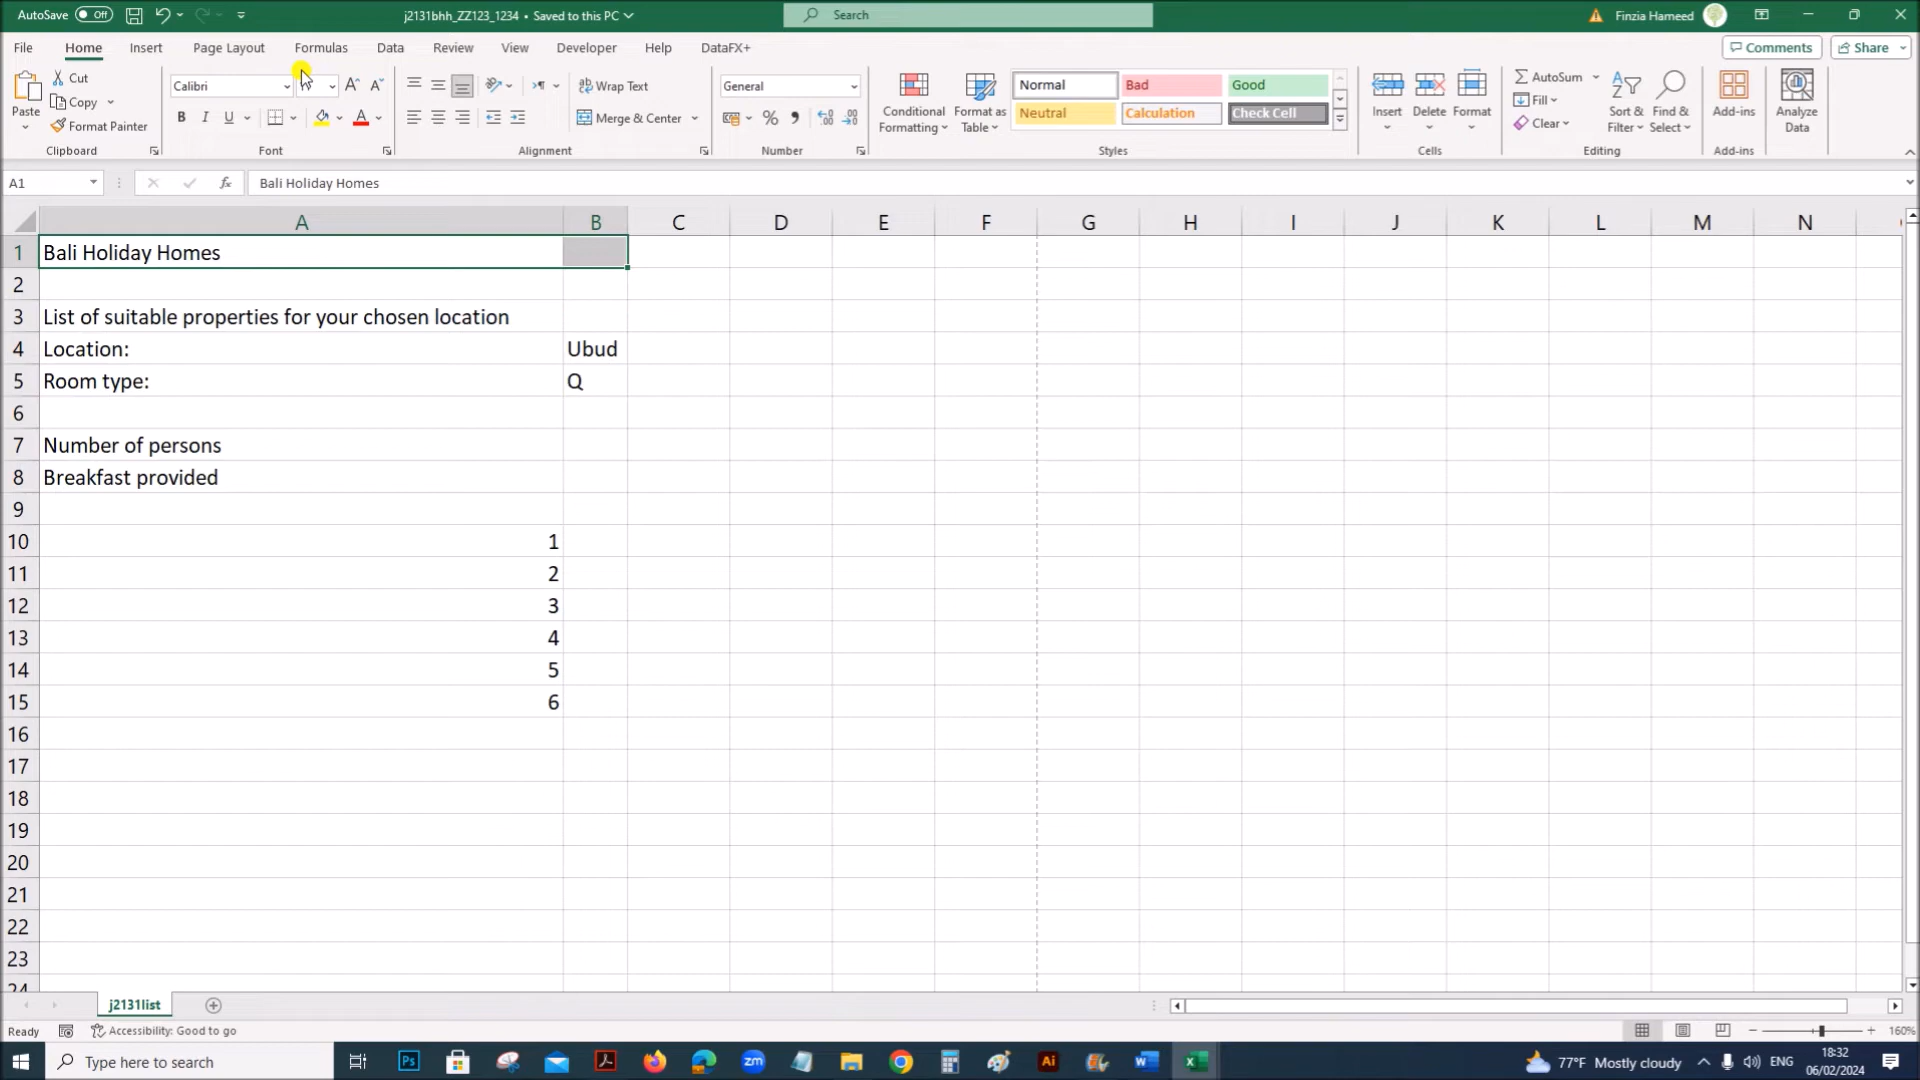 AutoSave Off j2131bhh_ZZ123_1234 • Saved to this PC Search Finzia Hameed
File Home Insert Page Layout Formulas Data Review View Developer Help DataFX+ Comments Share
Paste Cut Copy Format Painter Clipboard
Calibri A A B I U A Font
Wrap Text Merge & Center Alignment
General % Number
Conditional Formatting Format as Table Normal Bad Good Neutral Calculation Check Cell Styles
Insert Delete Format Cells
AutoSum Fill Clear Sort & Filter Find & Select Editing
Add-ins Add-ins
Analyze Data
A1 fx Bali Holiday Homes
A B C D E F G H I J K L M N
1 Bali Holiday Homes
2
3 List of suitable properties for your chosen location
4 Location: Ubud
5 Room type: Q
6
7 Number of persons
8 Breakfast provided
9
10 1
11 2
12 3
13 4
14 5
15 6
16
17
18
19
20
21
22
23
24
j2131list
Ready Accessibility: Good to go 160%
Type here to search Ps zm Ai 77°F Mostly cloudy ENG 18:32
06/02/2024